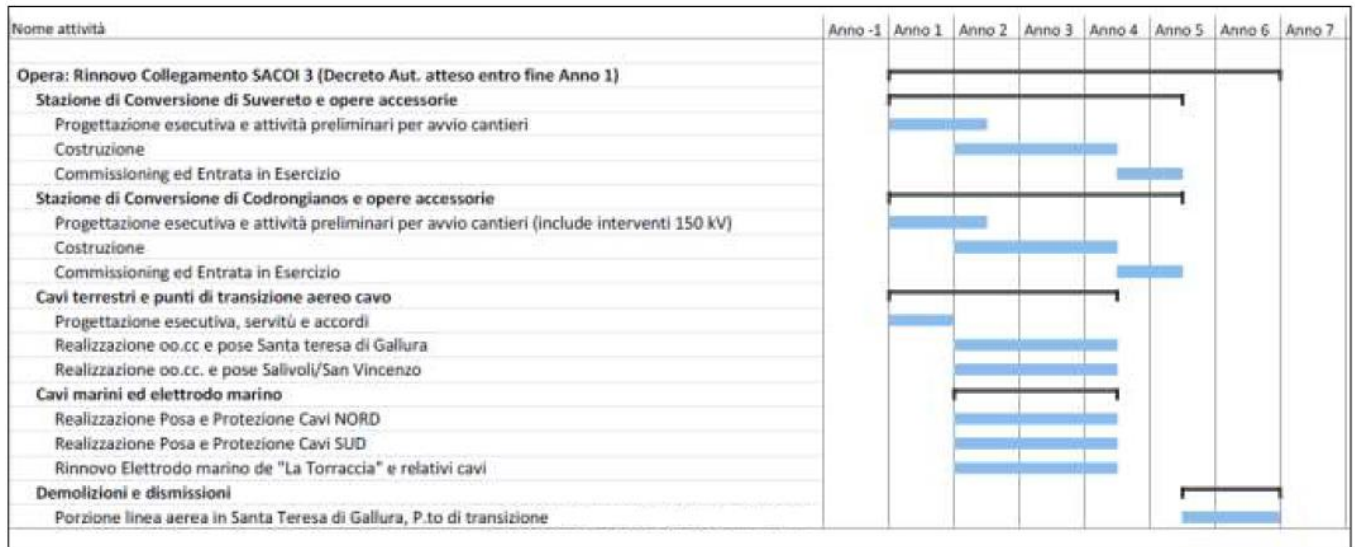 Nome attività Anno -1 Anno 1 Anno 2 Anno 3 Anno 4 Anno 5 Anno 6 Anno 7
Opera: Rinnovo Collegamento SACOI 3 (Decreto Aut. atteso entro fine Anno 1)
Stazione di Conversione di Suvereto e opere accessorie
Progettazione esecutiva e attività preliminari per avvio cantieri
Costruzione
Commissioning ed Entrata in Esercizio
Stazione di Conversione di Codrongianos e opere accessorie
Progettazione esecutiva e attività preliminari per avvio cantieri (include interventi 150 kV)
Costruzione
Commissioning ed Entrata in Esercizio
Cavi terrestri e punti di transizione aereo cavo
Progettazione esecutiva, servitù e accordi
Realizzazione oo.cc e pose Santa teresa di Gallura
Realizzazione oo.cc. e pose Salivoli/San Vincenzo
Cavi marini ed elettrodo marino
Realizzazione Posa e Protezione Cavi NORD
Realizzazione Posa e Protezione Cavi SUD
Rinnovo Elettrodo marino de "La Torraccia" e relativi cavi
Demolizioni e dismissioni
Porzione linea aerea in Santa Teresa di Gallura, P.to di transizione